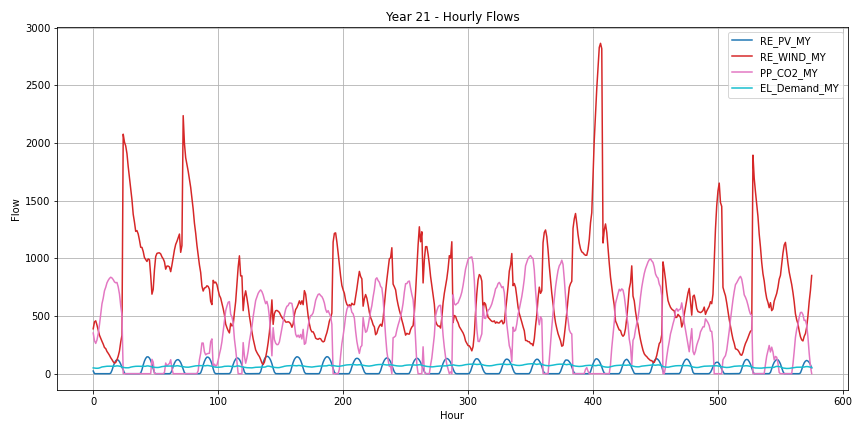 Year 21 - Hourly Flows
3000
2500
2000
1500
1000
500
0
Flow
RE_PV_MY
RE_WIND_MY
PP_CO2_MY
EL_Demand_MY
0 100 200 300 400 500 600
Hour